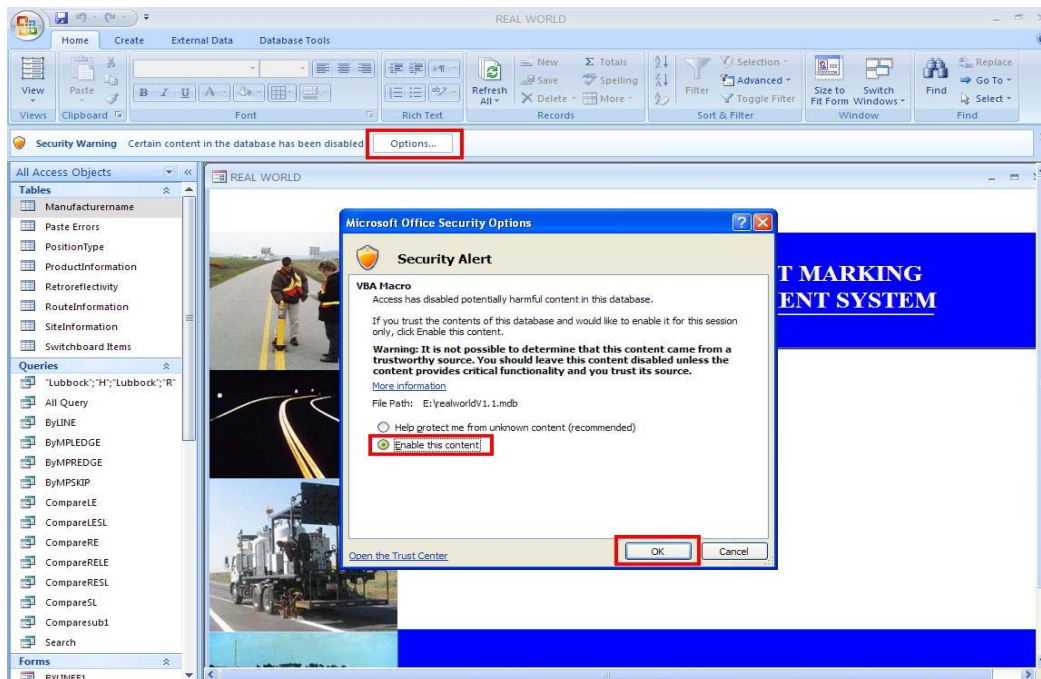 REAL WORLD
Home Create External Data Database Tools
View
Paste
B I U A
Refresh All
New
Save
Delete
Totals
Spelling
More
Filter
Selection
Advanced
Toggle Filter
Size to Fit Form
Switch Windows
Find
Replace
Go To
Select
Views Clipboard Font Rich Text Records Sort & Filter Window Find
Security Warning Certain content in the database has been disabled Options...
All Access Objects
Tables
Manufacturername
Paste Errors
PositionType
ProductInformation
Retroreflectivity
RouteInformation
SiteInformation
Switchboard Items
Queries
"Lubbock";"H";"Lubbock";"R"
All Query
ByLINE
ByMPLEDGE
ByMPREDGE
ByMPSKIP
CompareLE
CompareLESL
CompareRE
CompareRELE
CompareRESL
CompareSL
Comparesub1
Search
Forms
REAL WORLD
T MARKING
ENT SYSTEM
Microsoft Office Security Options
Security Alert
VBA Macro
Access has disabled potentially harmful content in this database.
If you trust the contents of this database and would like to enable it for this session
only, click Enable this content.
Warning: It is not possible to determine that this content came from a
trustworthy source. You should leave this content disabled unless the
content provides critical functionality and you trust its source.
More information
File Path: E:\realworldV1.1.mdb
Help protect me from unknown content (recommended)
Enable this content
Open the Trust Center
OK Cancel